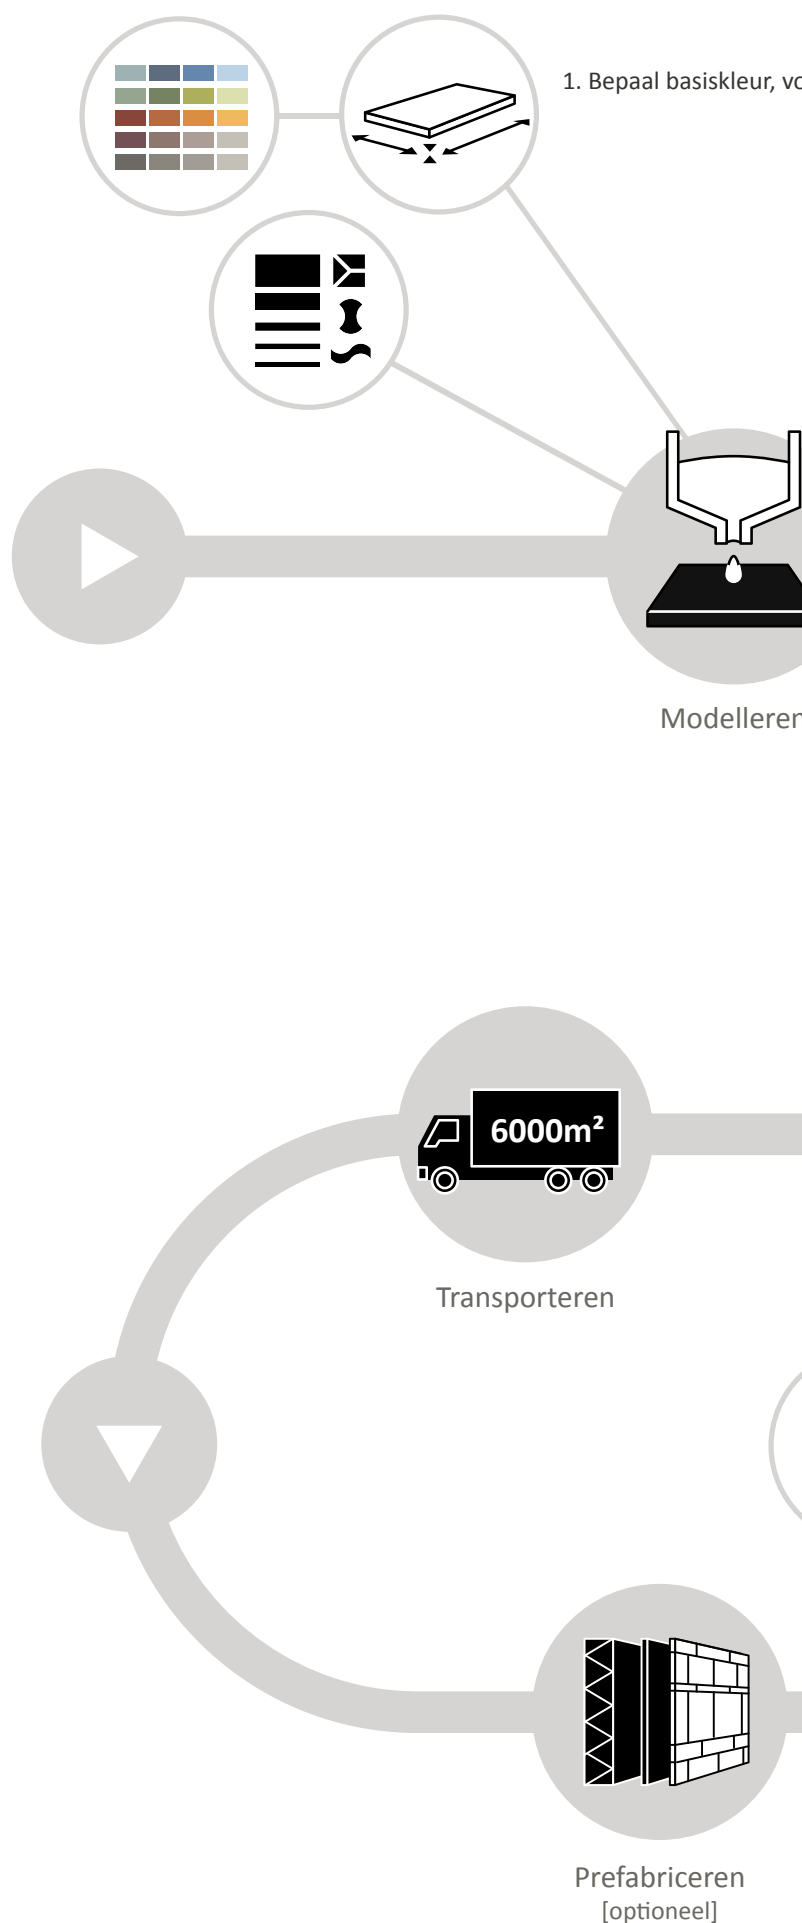 1. Bepaal basiskleur,
Modelleren
6000m²
Transporteren
Prefabriceren
[optioneel]